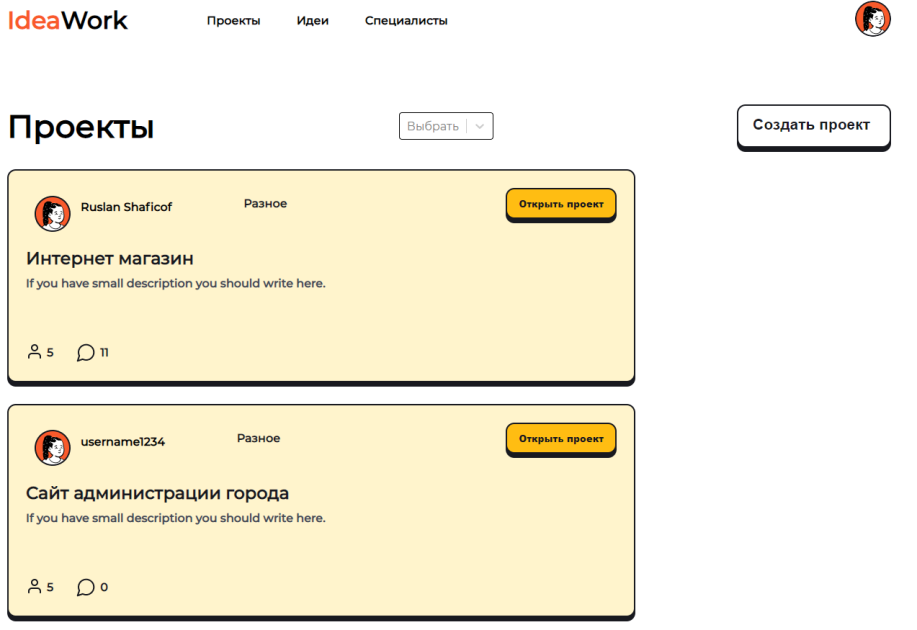 IdeaWork Проекты Идеи Специалисты
Проекты Выбрать Создать проект
Ruslan Shaficof Разное Открыть проект
Интернет магазин
If you have small description you should write here.
5 11
username1234 Разное Открыть проект
Сайт администрации города
If you have small description you should write here.
5 0